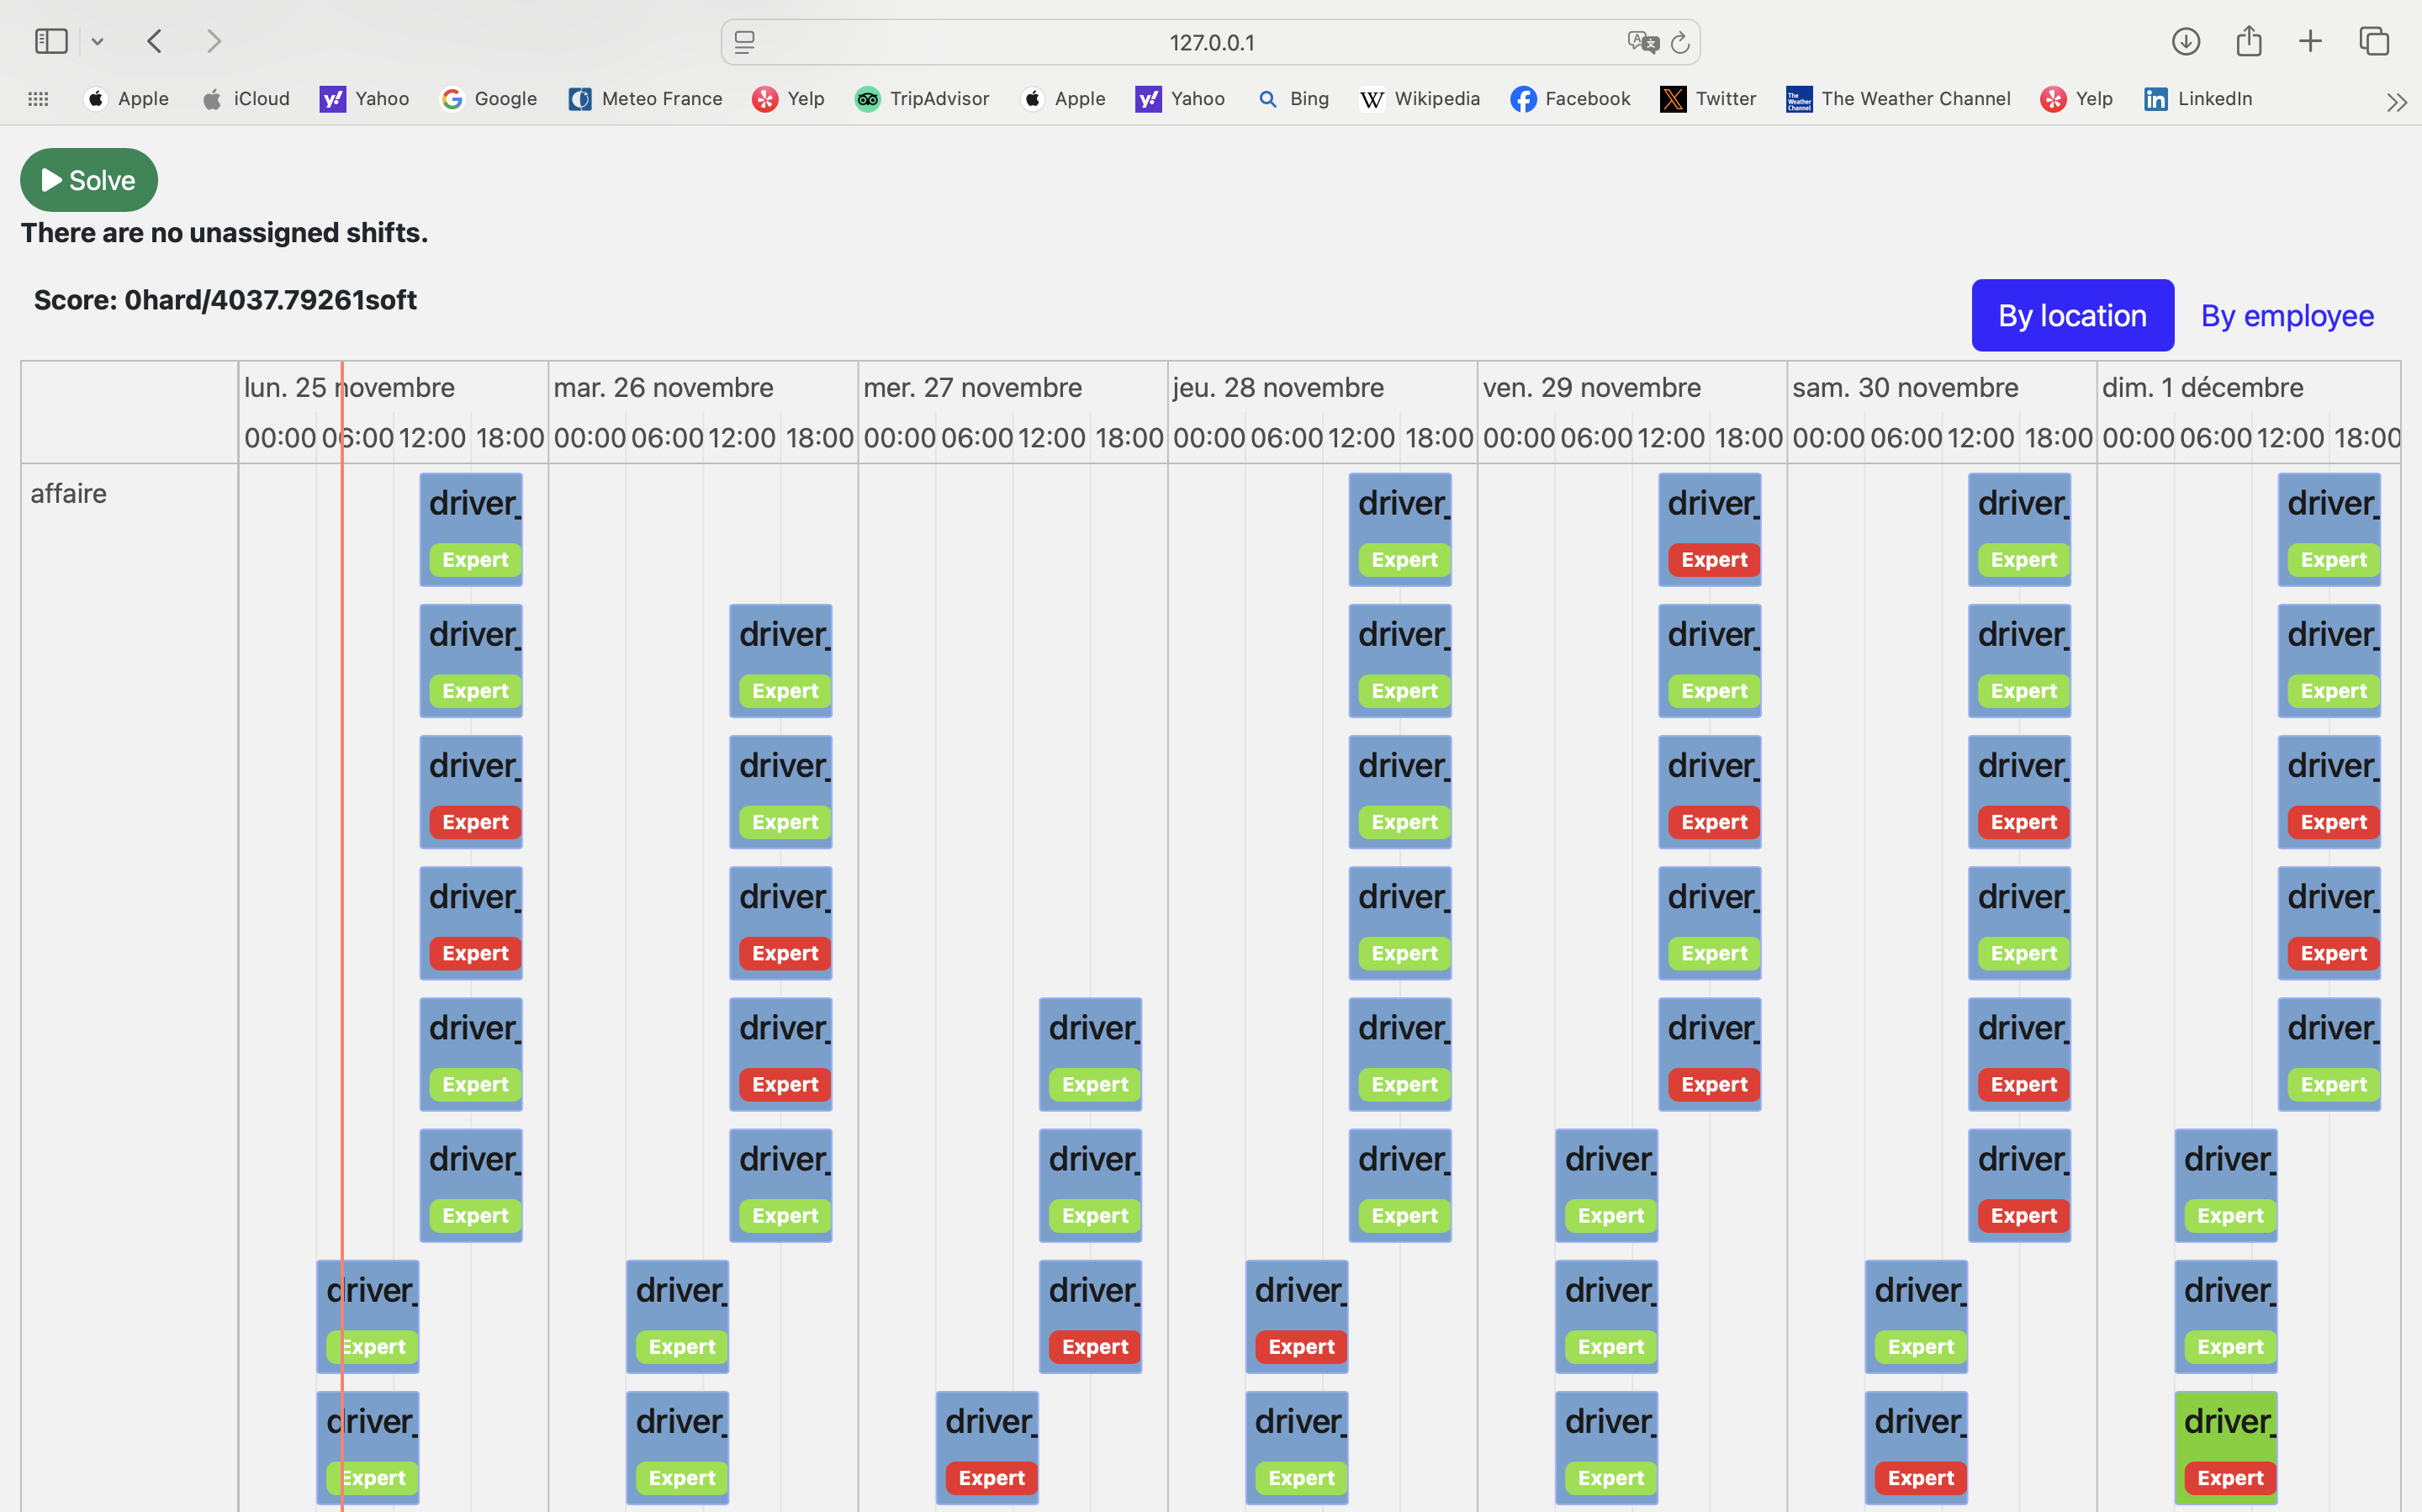 127.0.0.1
Apple iCloud Yahoo Google Meteo France Yelp TripAdvisor Apple Yahoo Bing Wikipedia Facebook Twitter The Weather Channel Yelp LinkedIn
Solve
There are no unassigned shifts.
Score: 0hard/4037.79261soft
By location By employee
lun. 25 novembre mar. 26 novembre mer. 27 novembre jeu. 28 novembre ven. 29 novembre sam. 30 novembre dim. 1 décembre
00:00 06:00 12:00 18:00 00:00 06:00 12:00 18:00 00:00 06:00 12:00 18:00 00:00 06:00 12:00 18:00 00:00 06:00 12:00 18:00 00:00 06:00 12:00 18:00 00:00 06:00 12:00 18:00
affaire driver_ driver_ driver_ driver_ driver_
Expert Expert Expert Expert Expert
driver_ driver_ driver_ driver_ driver_ driver_
Expert Expert Expert Expert Expert Expert
driver_ driver_ driver_ driver_ driver_ driver_
Expert Expert Expert Expert Expert Expert
driver_ driver_ driver_ driver_ driver_ driver_
Expert Expert Expert Expert Expert Expert
driver_ driver_ driver_ driver_ driver_ driver_ driver_
Expert Expert Expert Expert Expert Expert Expert
driver_ driver_ driver_ driver_ driver_ driver_ driver_
Expert Expert Expert Expert Expert Expert Expert
driver_ driver_ driver_ driver_ driver_ driver_ driver_
Expert Expert Expert Expert Expert Expert Expert
driver_ driver_ driver_ driver_ driver_ driver_ driver_
Expert Expert Expert Expert Expert Expert Expert